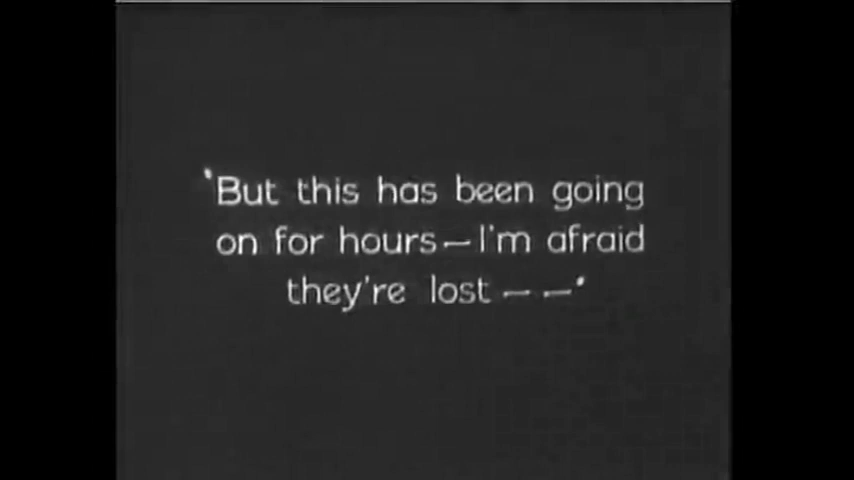 'But this has been going
on for hours—I'm afraid
they're lost — —'